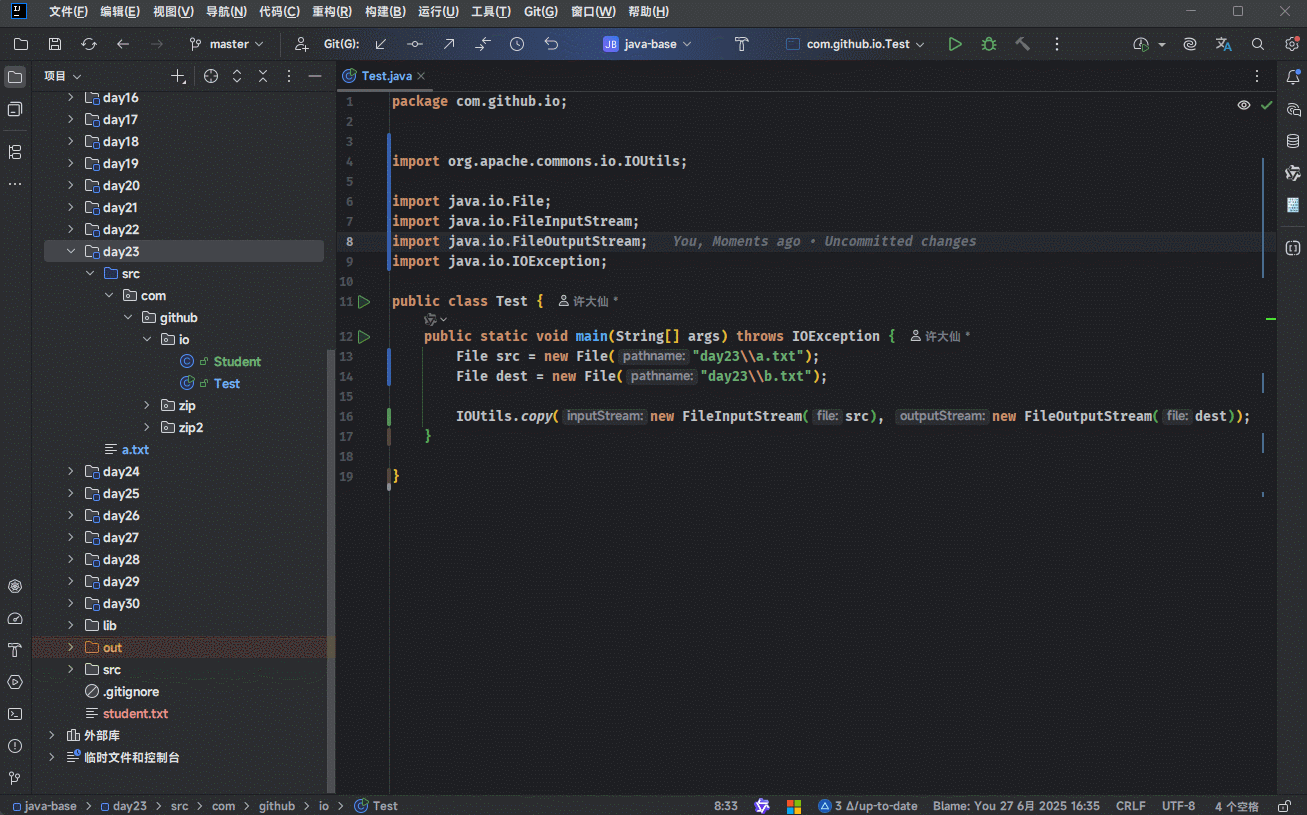 文件(F) 编辑(E) 视图(V) 导航(N) 代码(C) 重构(R) 构建(B) 运行(U) 工具(T) Git(G) 窗口(W) 帮助(H)
master Git(G): JB java-base com.github.io.Test
项目
Test.java
day16
day17
day18
day19
day20
day21
day22
day23
src
com
github
io
Student
Test
zip
zip2
a.txt
day24
day25
day26
day27
day28
day29
day30
lib
out
src
.gitignore
student.txt
外部库
临时文件和控制台
1 package com.github.io;
2
3
4 import org.apache.commons.io.IOUtils;
5
6 import java.io.File;
7 import java.io.FileInputStream;
8 import java.io.FileOutputStream; You, Moments ago • Uncommitted changes
9 import java.io.IOException;
10
11 public class Test { 许大仙 *
12 public static void main(String[] args) throws IOException { 许大仙 *
13 File src = new File( pathname: "day23\\a.txt");
14 File dest = new File( pathname: "day23\\b.txt");
15
16 IOUtils.copy( inputStream: new FileInputStream( file: src), outputStream: new FileOutputStream( file: dest));
17 }
18
19 }
java-base > day23 > src > com > github > io > Test
8:33 3 Δ/up-to-date Blame: You 27 6月 2025 16:35 CRLF UTF-8 4 个空格